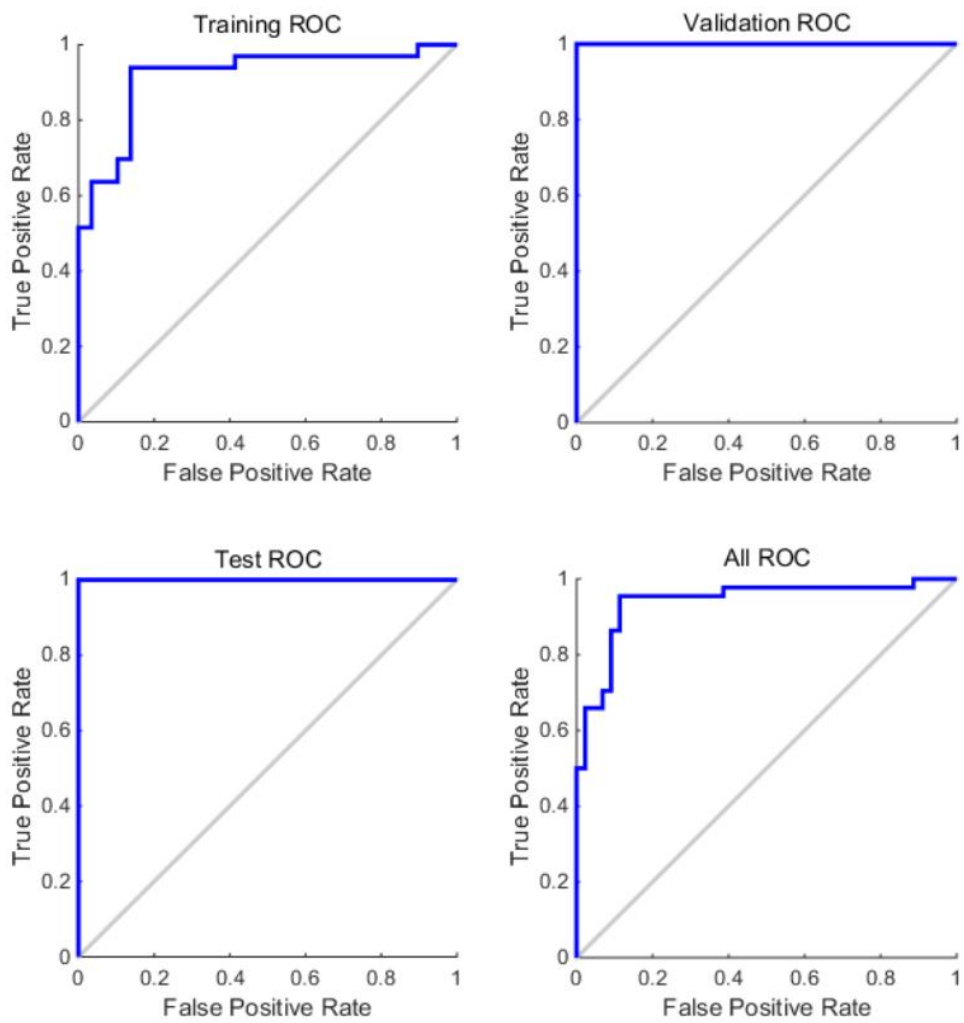 Training ROC
1
0.8
0.6
0.4
0.2
0
True Positive Rate
0 0.2 0.4 0.6 0.8 1
False Positive Rate
Validation ROC
1
0.8
0.6
0.4
0.2
0
True Positive Rate
0 0.2 0.4 0.6 0.8 1
False Positive Rate
Test ROC
1
0.8
0.6
0.4
0.2
0
True Positive Rate
0 0.2 0.4 0.6 0.8 1
False Positive Rate
All ROC
1
0.8
0.6
0.4
0.2
0
True Positive Rate
0 0.2 0.4 0.6 0.8 1
False Positive Rate